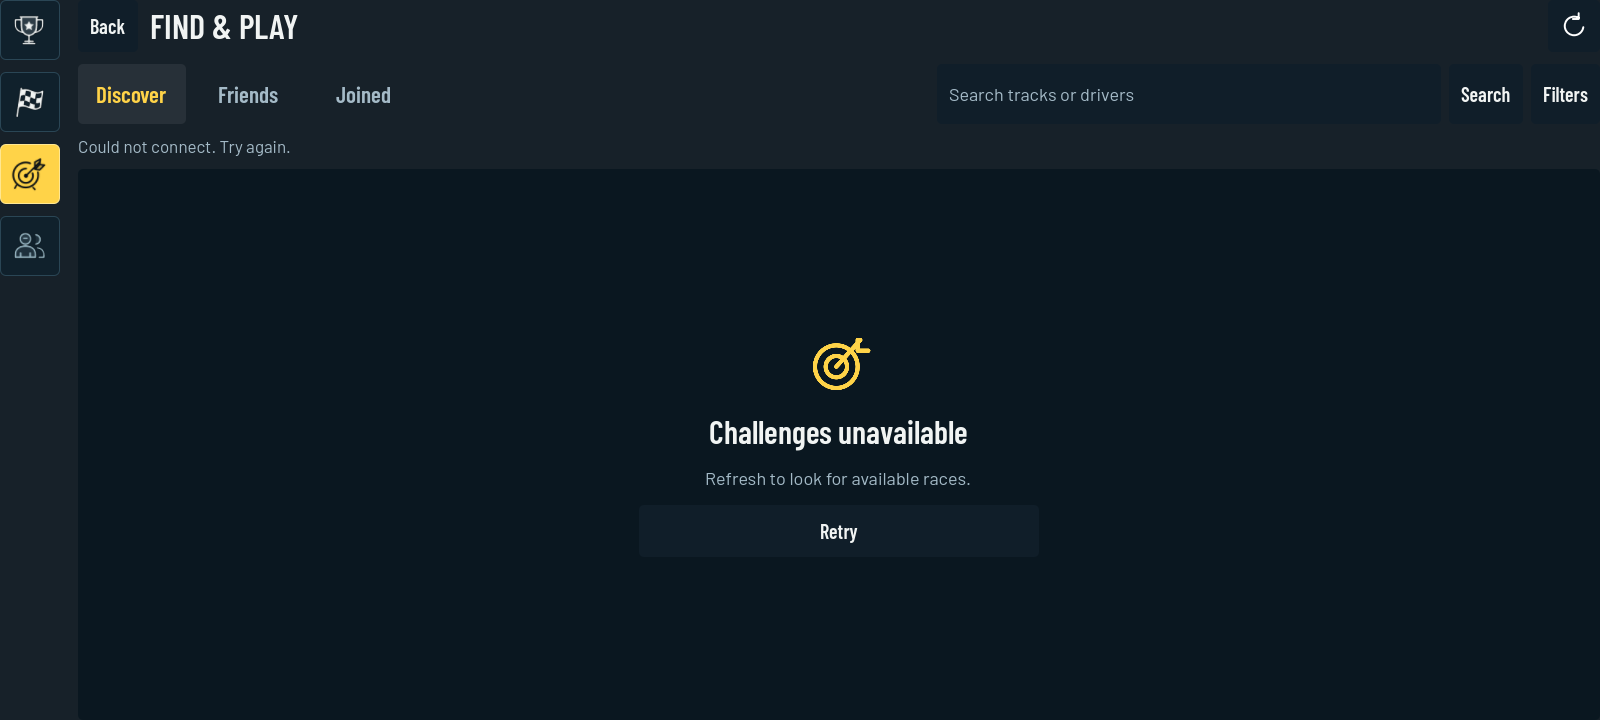 Back
FIND & PLAY
Discover
Friends
Joined
Search tracks or drivers
Search
Filters
Could not connect. Try again.
Challenges unavailable
Refresh to look for available races.
Retry